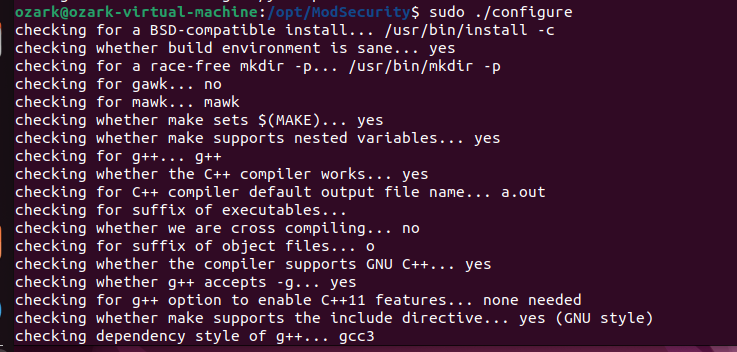 ozark@ozark-virtual-machine:/opt/ModSecurity$ sudo ./configure
checking for a BSD-compatible install... /usr/bin/install -c
checking whether build environment is sane... yes
checking for a race-free mkdir -p... /usr/bin/mkdir -p
checking for gawk... no
checking for mawk... mawk
checking whether make sets $(MAKE)... yes
checking whether make supports nested variables... yes
checking for g++... g++
checking whether the C++ compiler works... yes
checking for C++ compiler default output file name... a.out
checking for suffix of executables...
checking whether we are cross compiling... no
checking for suffix of object files... o
checking whether the compiler supports GNU C++... yes
checking whether g++ accepts -g... yes
checking for g++ option to enable C++11 features... none needed
checking whether make supports the include directive... yes (GNU style)
checking dependency style of g++... gcc3